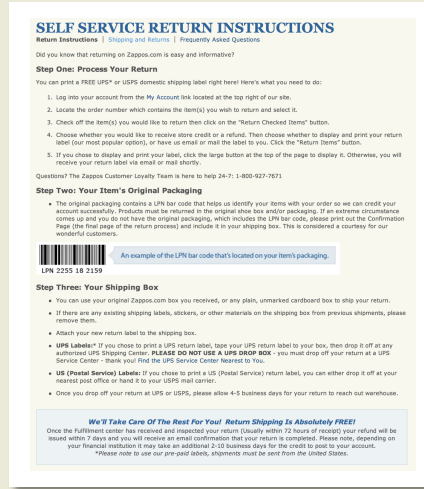 SELF SERVICE RETURN INSTRUCTIONS
Return Instructions | Shipping and Returns | Frequently Asked Questions
Did you know that returning on Zappos.com is easy and informative?
Step One: Process Your Return
You can print a FREE UPS* or USPS domestic shipping label right here! Here's what you need to do:
1. Log into your account from the My Account link located at the top right of our site.
2. Locate the order number which contains the item(s) you wish to return and select it.
3. Check off the item(s) you would like to return then click on the "Return Checked Items" button.
4. Choose whether you would like to receive store credit or a refund. Then choose whether to display and print your return
label (our most popular option), or have us email or mail the label to you. Click the "Return Items" button.
5. If you chose to display and print your label, click the large button at the top of the page to display it. Otherwise, you will
receive your return label via email or mail shortly.
Questions? The Zappos Customer Loyalty Team is here to help 24-7: 1-800-927-7671
Step Two: Your Item's Original Packaging
• The original packaging contains a LPN bar code that helps us identify your items with your order so we can credit your
account successfully. Products must be returned in the original shoe box and/or packaging. If an extreme circumstance
comes up and you do not have the original packaging, which includes the LPN bar code, please print out the Confirmation
Page (the final page of the return process) and include it in your shipping box. This is considered a courtesy for our
wonderful customers.
An example of the LPN bar code that's located on your item's packaging.
LPN 2255 18 2159
Step Three: Your Shipping Box
• You can use your original Zappos.com box you received, or any plain, unmarked cardboard box to ship your return.
• If there are any existing shipping labels, stickers, or other materials on the shipping box from previous shipments, please
remove them.
• Attach your new return label to the shipping box.
• UPS Labels:* If you chose to print a UPS return label, tape your UPS return label to your box, then drop it off at any
authorized UPS Shipping Center. PLEASE DO NOT USE A UPS DROP BOX - you must drop off your return at a UPS
Service Center - thank you! Find the UPS Service Center Nearest to You.
• US (Postal Service) Labels: If you chose to print a US (Postal Service) return label, you can either drop it off at your
nearest post office or hand it to your USPS mail carrier.
• Once you drop off your return at UPS or USPS, please allow 4-5 business days for your return to reach out warehouse.
We'll Take Care Of The Rest For You! Return Shipping Is Absolutely FREE!
Once the Fulfillment center has received and inspected your return (Usually within 72 hours of receipt) your refund will be
issued within 7 days and you will receive an email confirmation that your return is completed. Please note, depending on
your financial institution it may take an additional 2-10 business days for the credit to post to your account.
*Please note to use our pre-paid labels, shipments must be sent from the United States.